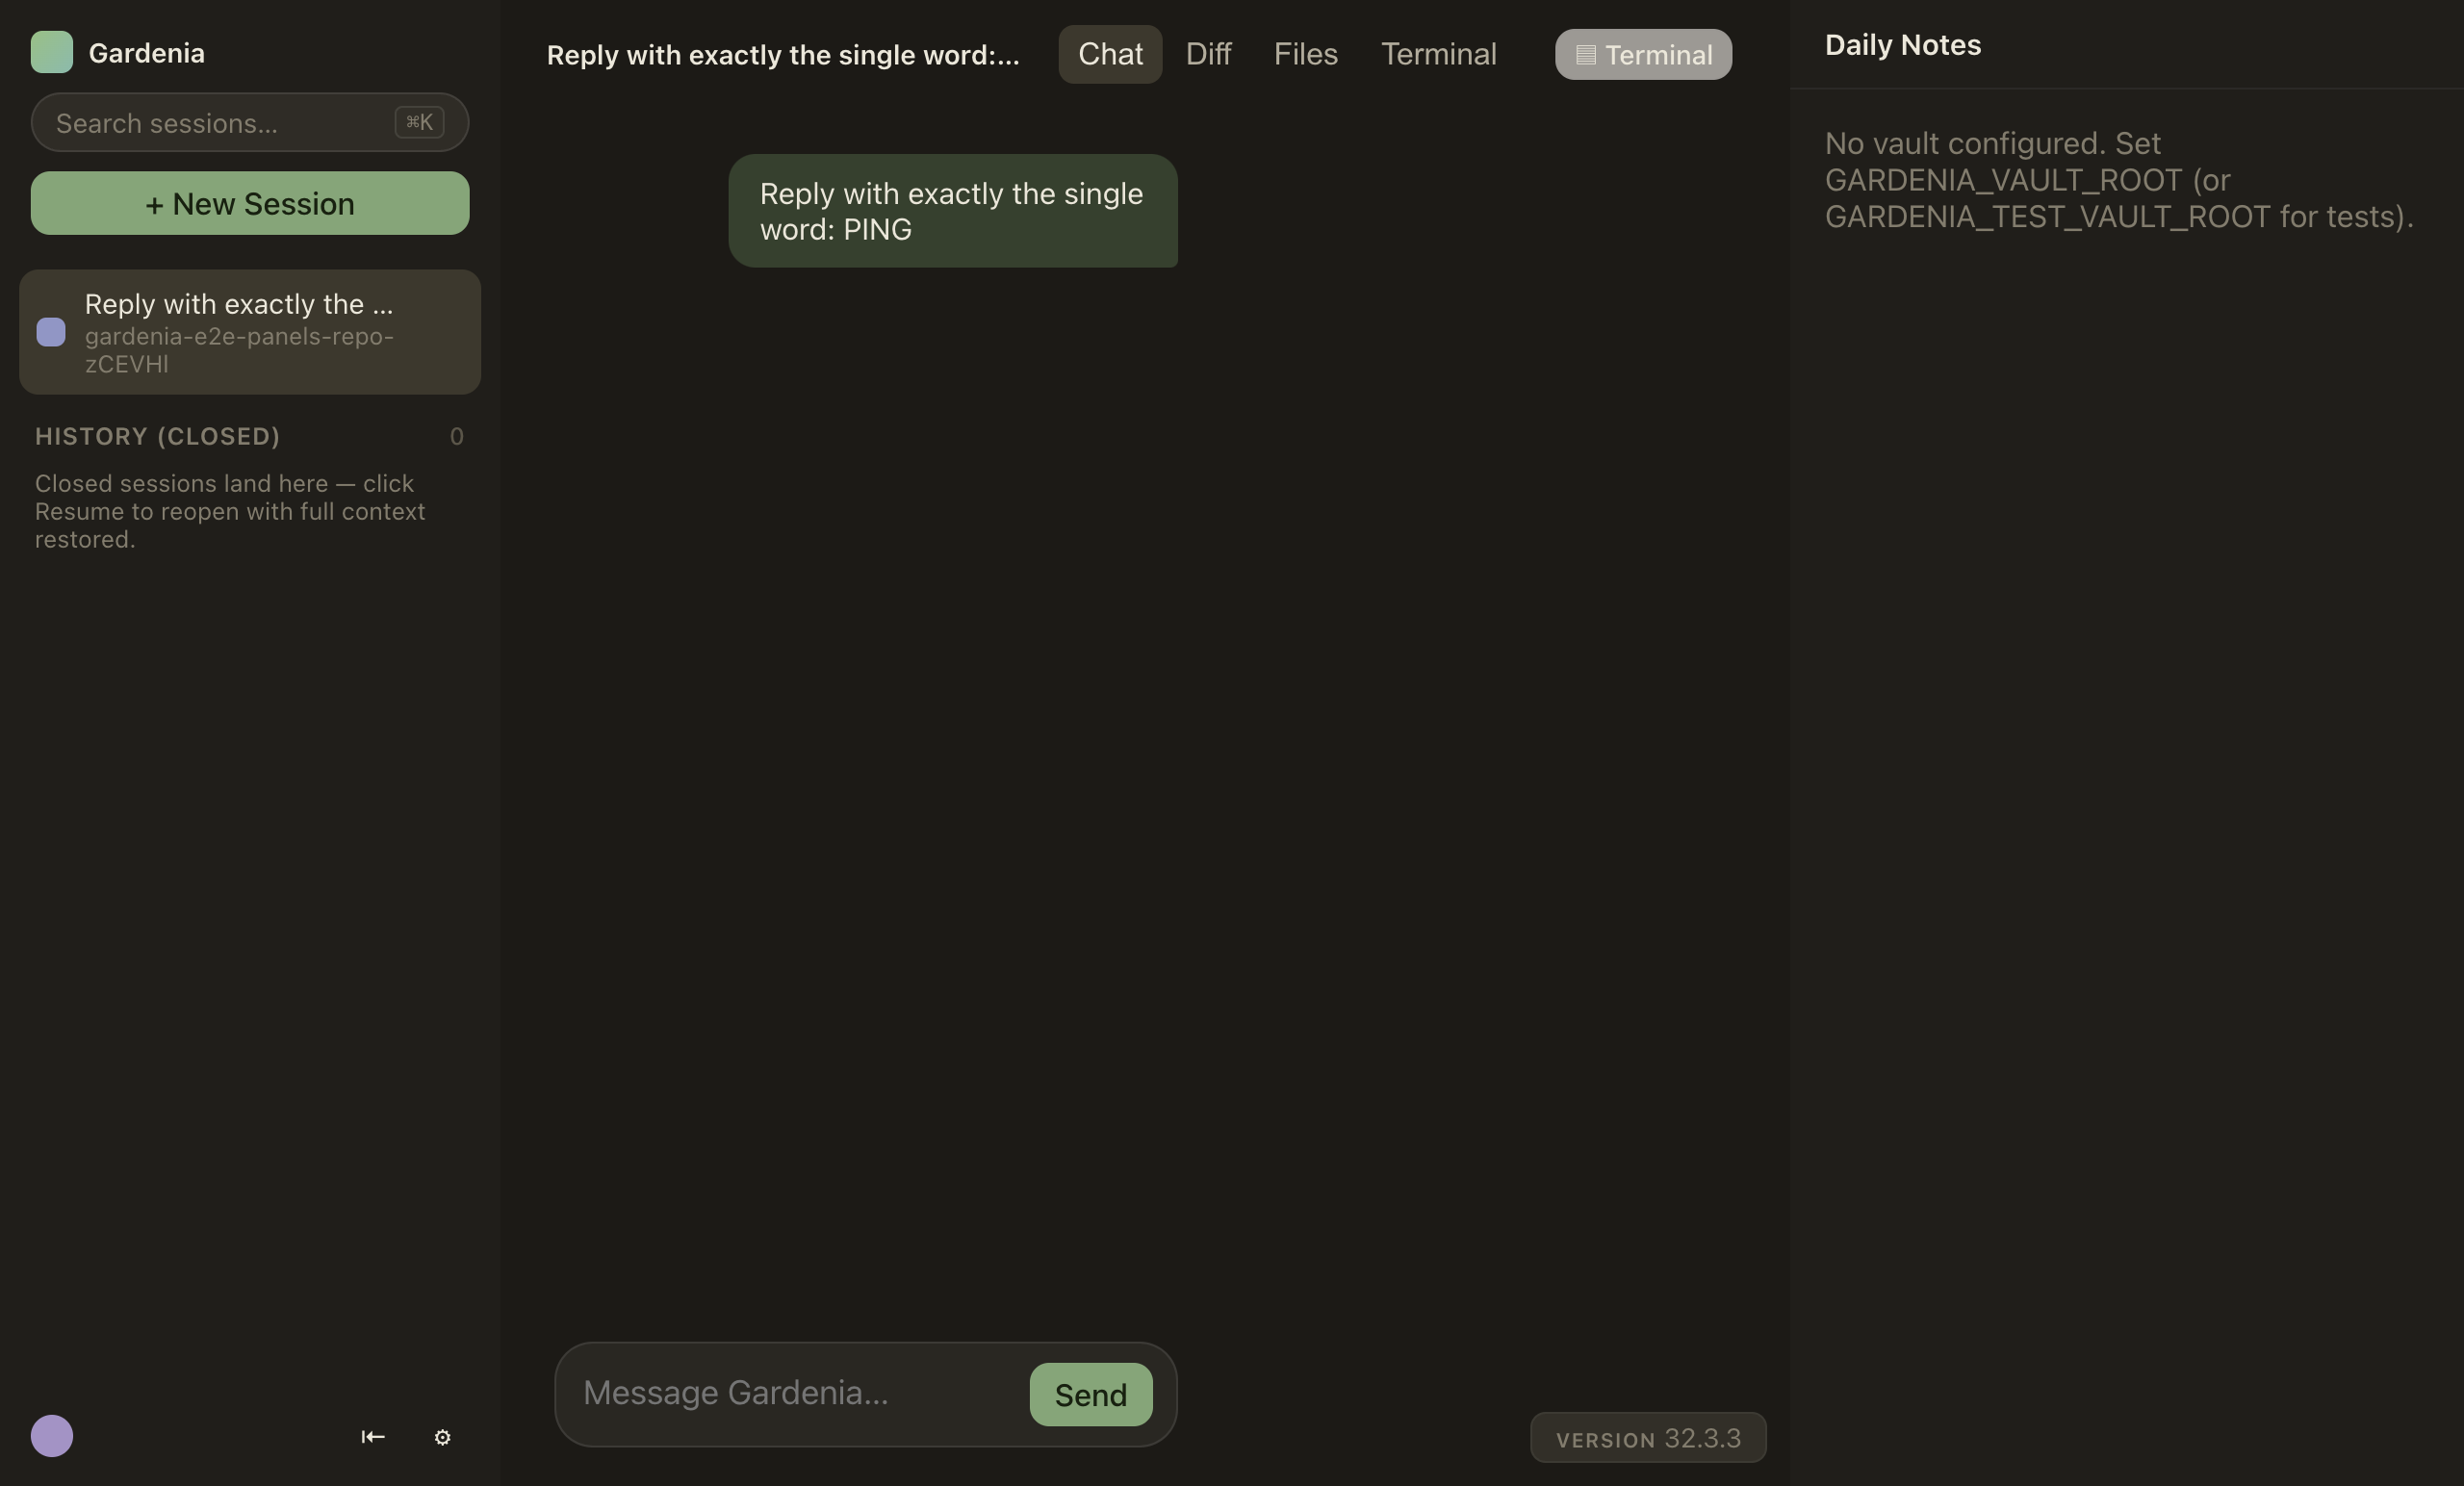 Gardenia
Search sessions...
⌘K
+ New Session
Reply with exactly the ...
gardenia-e2e-panels-repo-
zCEVHl
HISTORY (CLOSED) 0
Closed sessions land here — click
Resume to reopen with full context
restored.
Reply with exactly the single word:...
Chat
Diff
Files
Terminal
Terminal
Reply with exactly the single
word: PING
Message Gardenia...
Send
VERSION 32.3.3
Daily Notes
No vault configured. Set
GARDENIA_VAULT_ROOT (or
GARDENIA_TEST_VAULT_ROOT for tests).